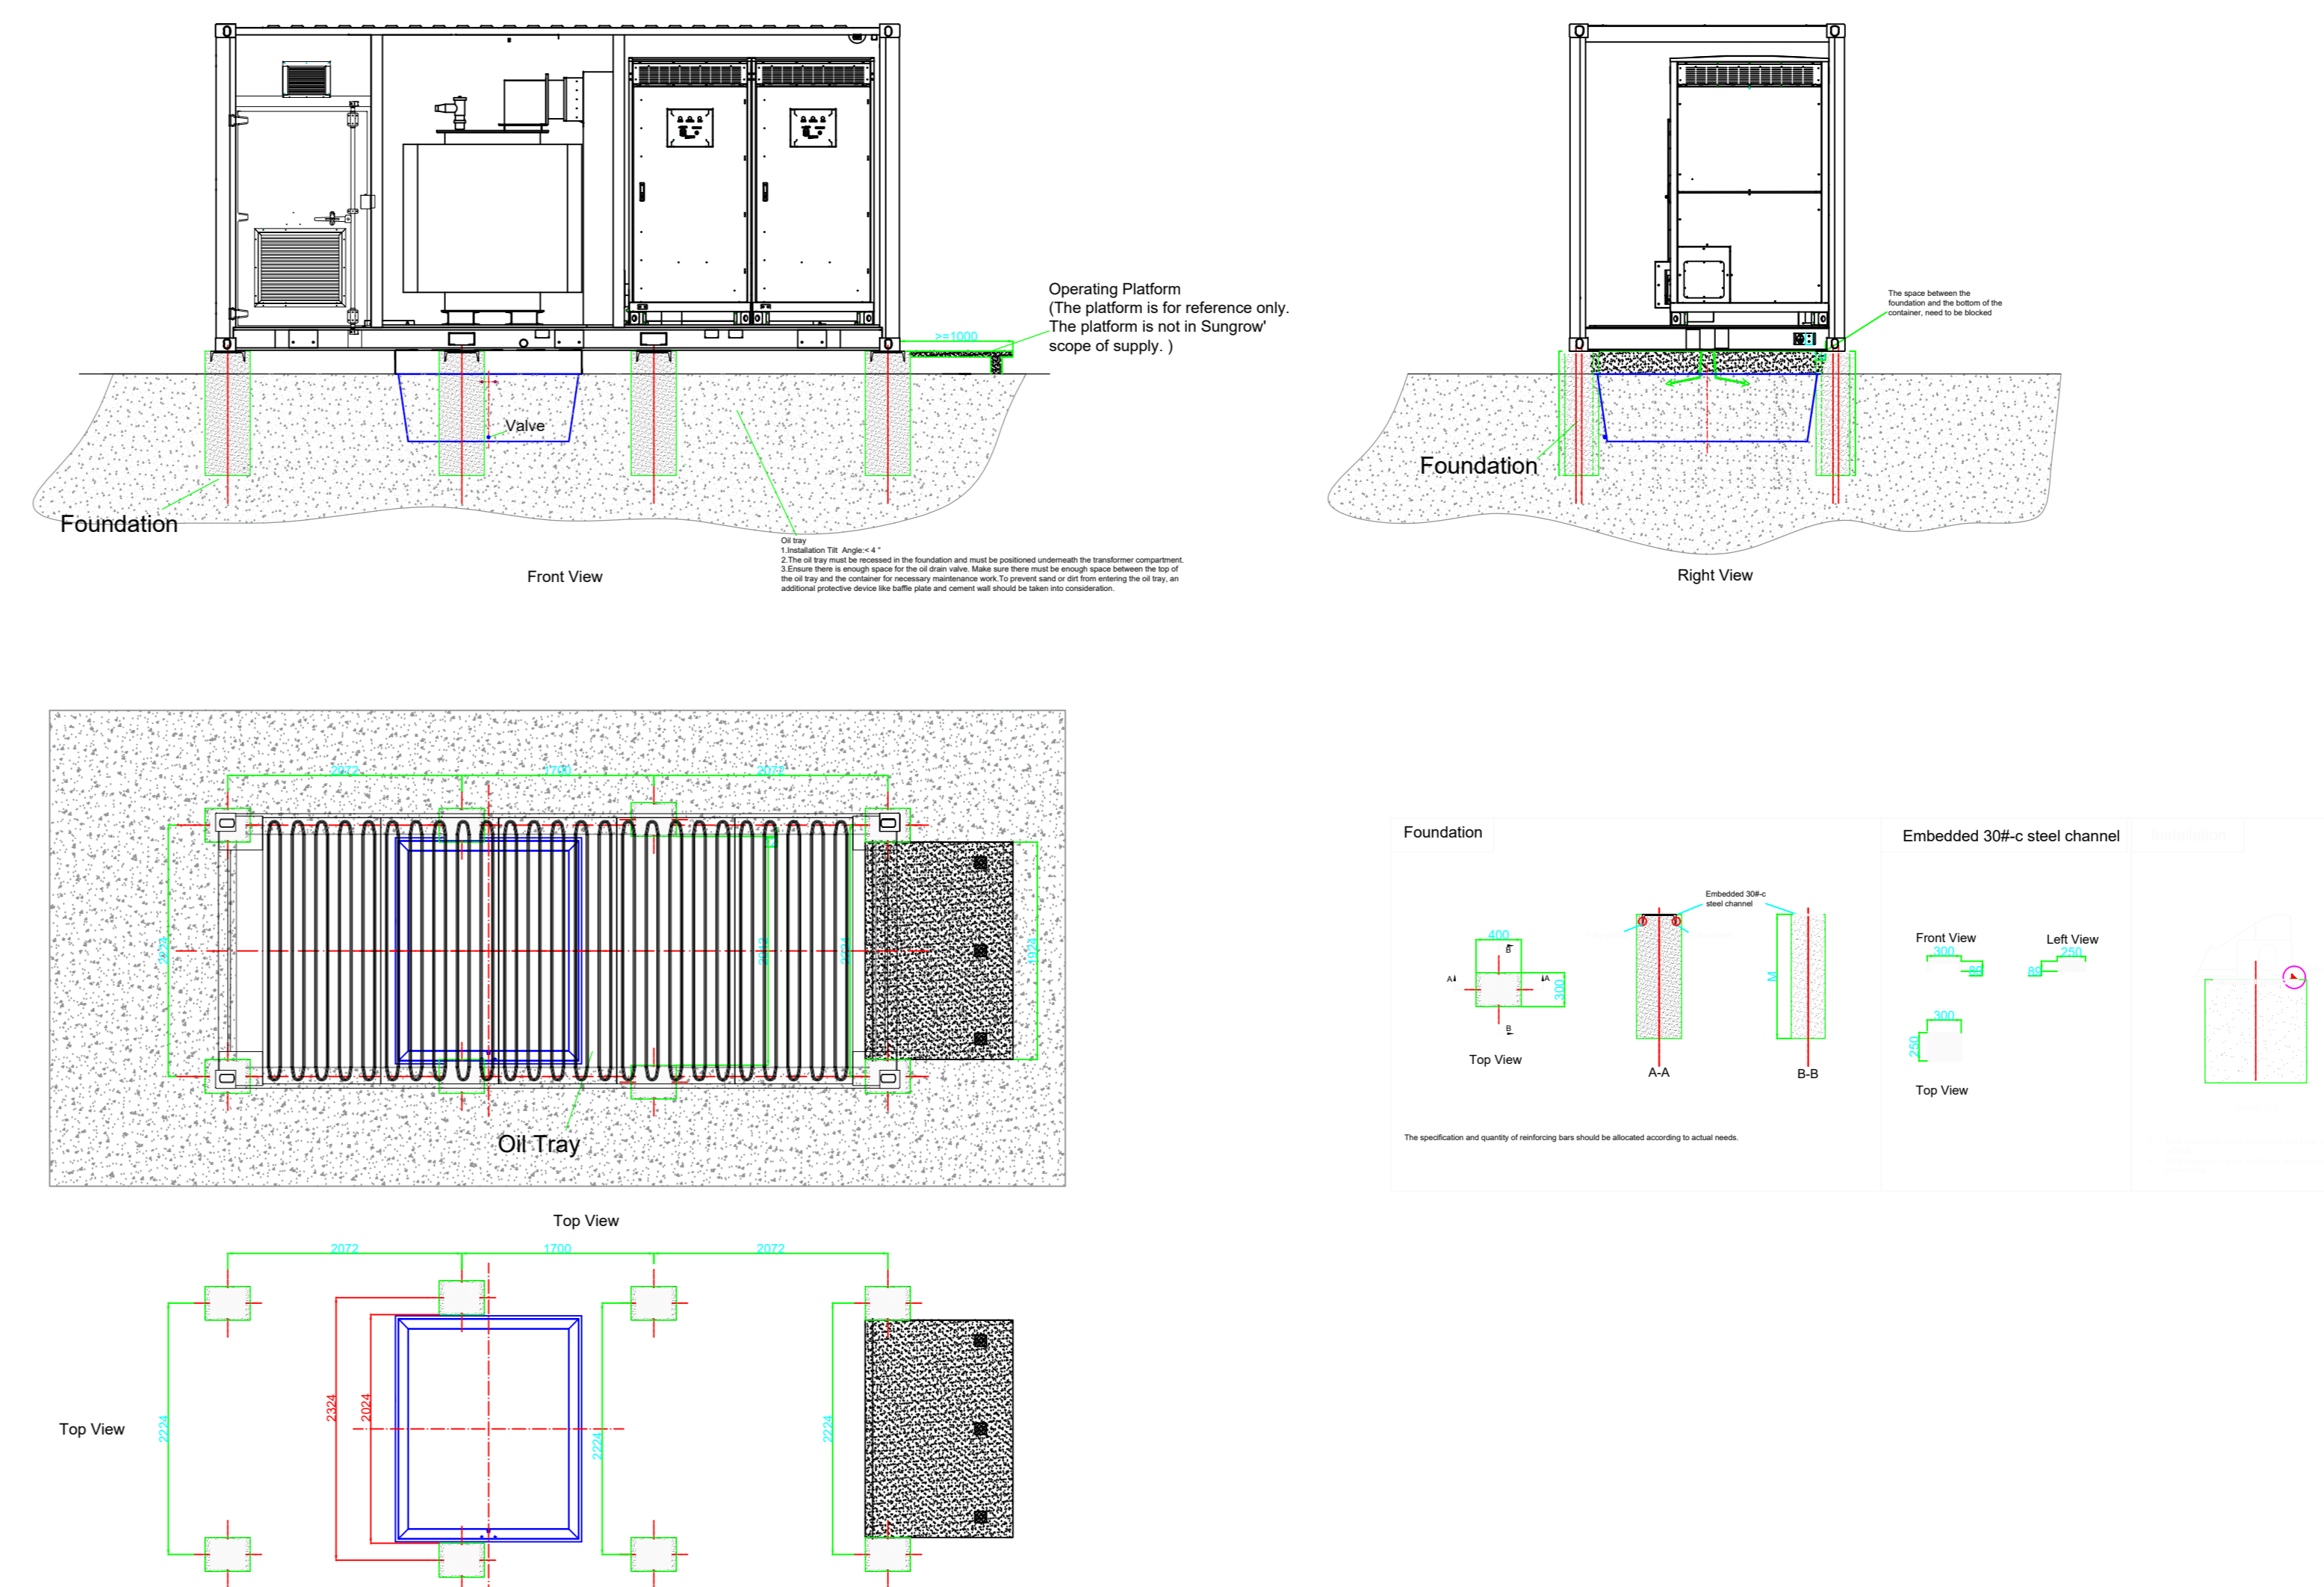 Operating Platform
(The platform is for reference only.
The platform is not in Sungrow'
scope of supply. )
>=1000
Valve
Foundation
Oil tray
1.Installation Tilt Angle:< 4 °
2.The oil tray must be recessed in the foundation and must be positioned underneath the transformer compartment.
3.Ensure there is enough space for the oil drain valve. Make sure there must be enough space between the top of
the oil tray and the container for necessary maintenance work.To prevent sand or dirt from entering the oil tray, an
additional protective device like baffle plate and cement wall should be taken into consideration.
Front View
The space between the
foundation and the bottom of the
container, need to be blocked
Foundation
Right View
2072
1700
2072
2224
1924
Oil Tray
Top View
Foundation
Embedded 30#-c
steel channel
400
B
A
A
300
B
M
Top View
A-A
B-B
The specification and quantity of reinforcing bars should be allocated according to actual needs.
Embedded 30#-c steel channel
Front View
300
89
Left View
250
89
300
250
Top View
2072
1700
2072
Top View
2224
2324
2024
2224
2224